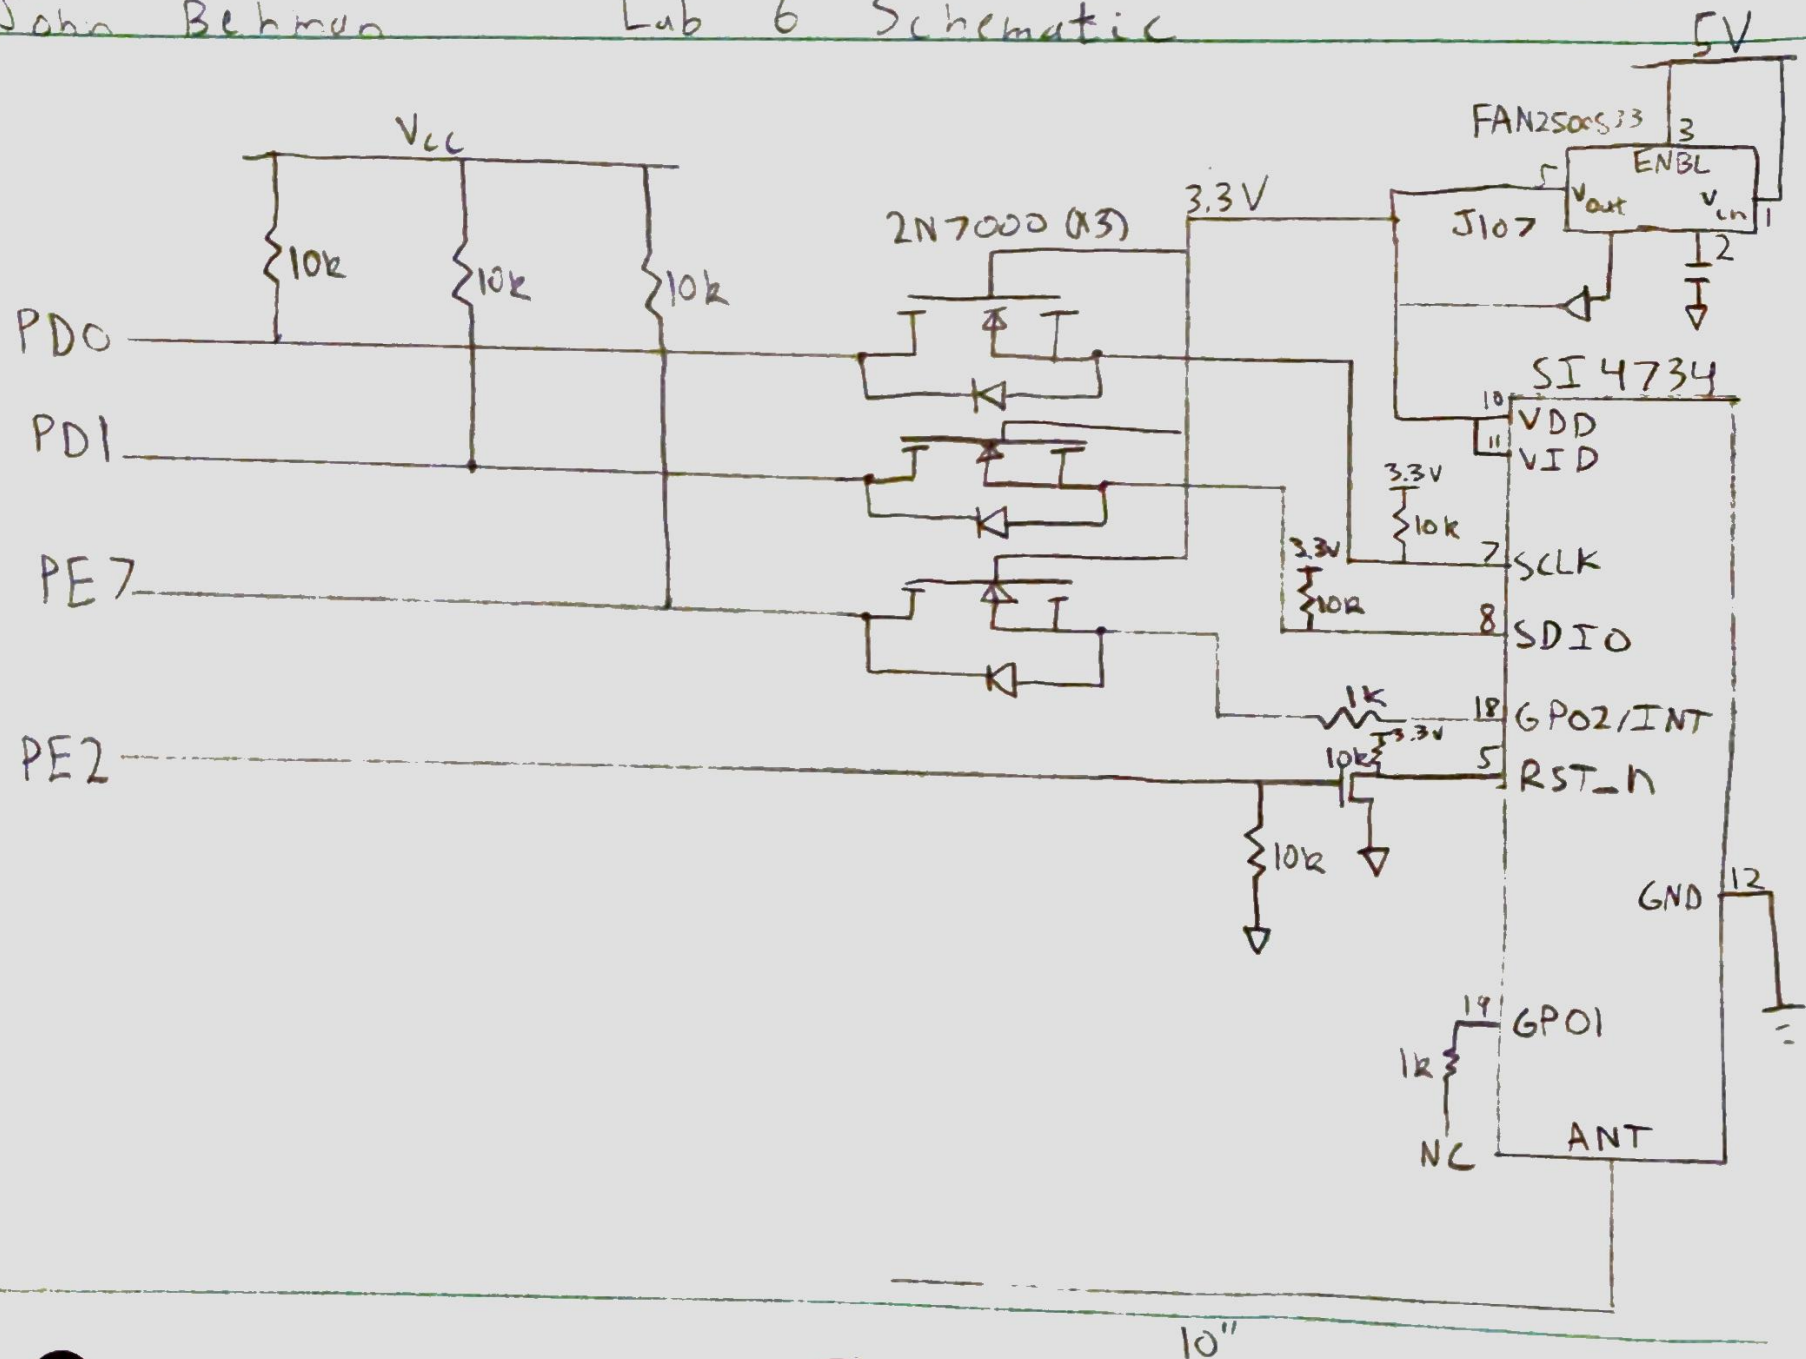 John Behman Lab 6 Schematic
5V
Vcc
3
ENBL
5
Vout
Vin
1
J107
2
3.3V
2N7000 (X3)
10k
10k
10k
PD0
PD1
PE7
PE2
SI 4734
10
VDD
11
VID
3.3V
10k
7
SCLK
3.3V
10k
8
SDIO
1K
18
GPO2/INT
3.3V
10k
5
RST_n
10k
12
GND
19
GPO1
1k
NC
ANT
10"